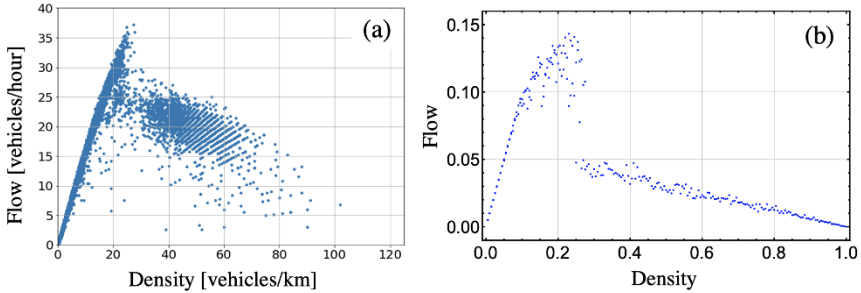 (a)
Flow [vehicles/hour]
40
35
30
25
20
15
10
5
0
0 20 40 60 80 100 120
Density [vehicles/km]
(b)
Flow
0.15
0.10
0.05
0.00
0.0 0.2 0.4 0.6 0.8 1.0
Density